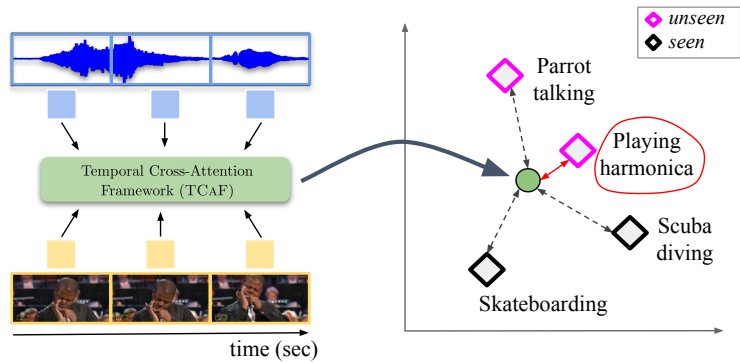 unseen
seen
Parrot
talking
Playing
harmonica
Temporal Cross-Attention
Framework (TCAF)
Scuba
diving
Skateboarding
time (sec)